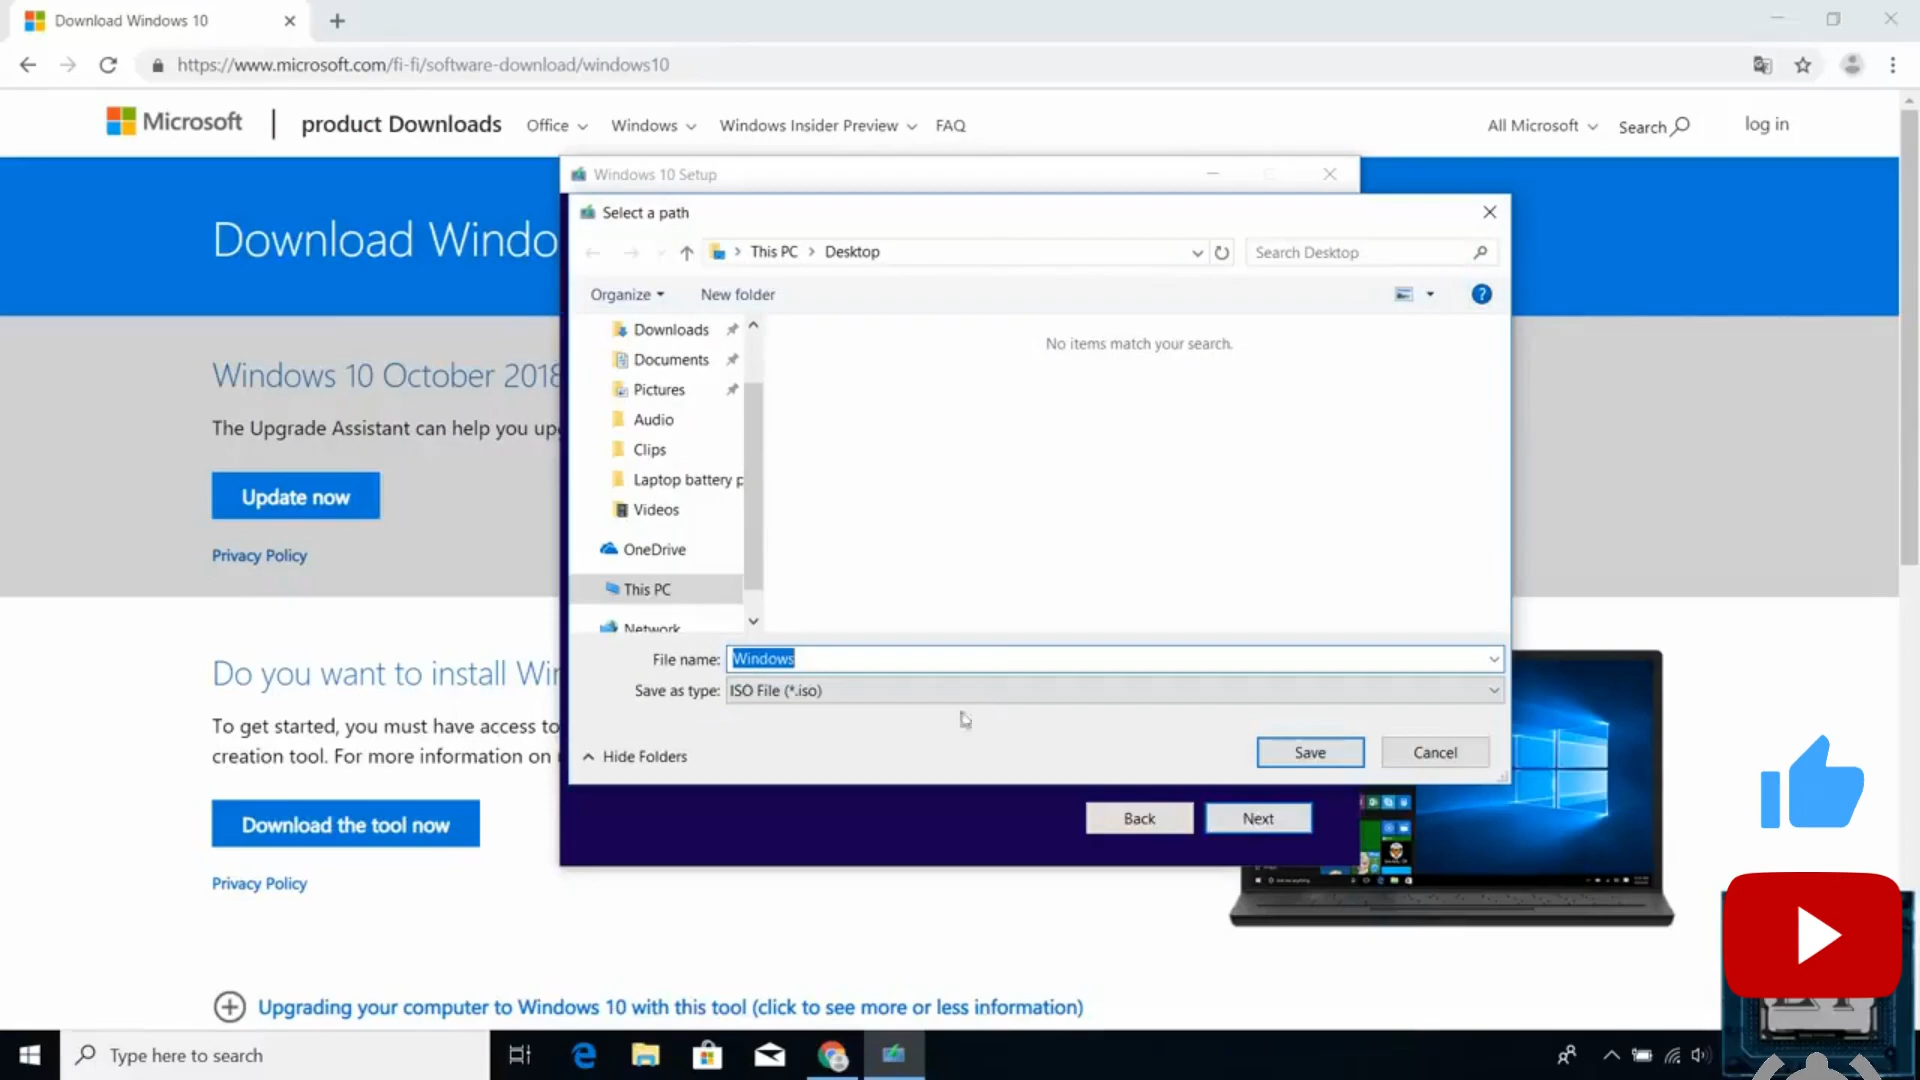 Download Windows 10
https://www.microsoft.com/fi-fi/software-download/windows10
Microsoft
product Downloads
Office
Windows
Windows Insider Preview
FAQ
All Microsoft
Search
log in
Windows 10 Setup
Download Windo
Select a path
This PC > Desktop
Search Desktop
Organize
New folder
?
Downloads
Documents
Pictures
Audio
Clips
Laptop battery p
Videos
OneDrive
This PC
Network
No items match your search.
File name: Windows
Save as type: ISO File (*.iso)
Hide Folders
Save
Cancel
Back
Next
Windows 10 October 2018
The Upgrade Assistant can help you up
Update now
Privacy Policy
Do you want to install Wi
To get started, you must have access to
creation tool. For more information on
Download the tool now
Privacy Policy
Upgrading your computer to Windows 10 with this tool (click to see more or less information)
Type here to search